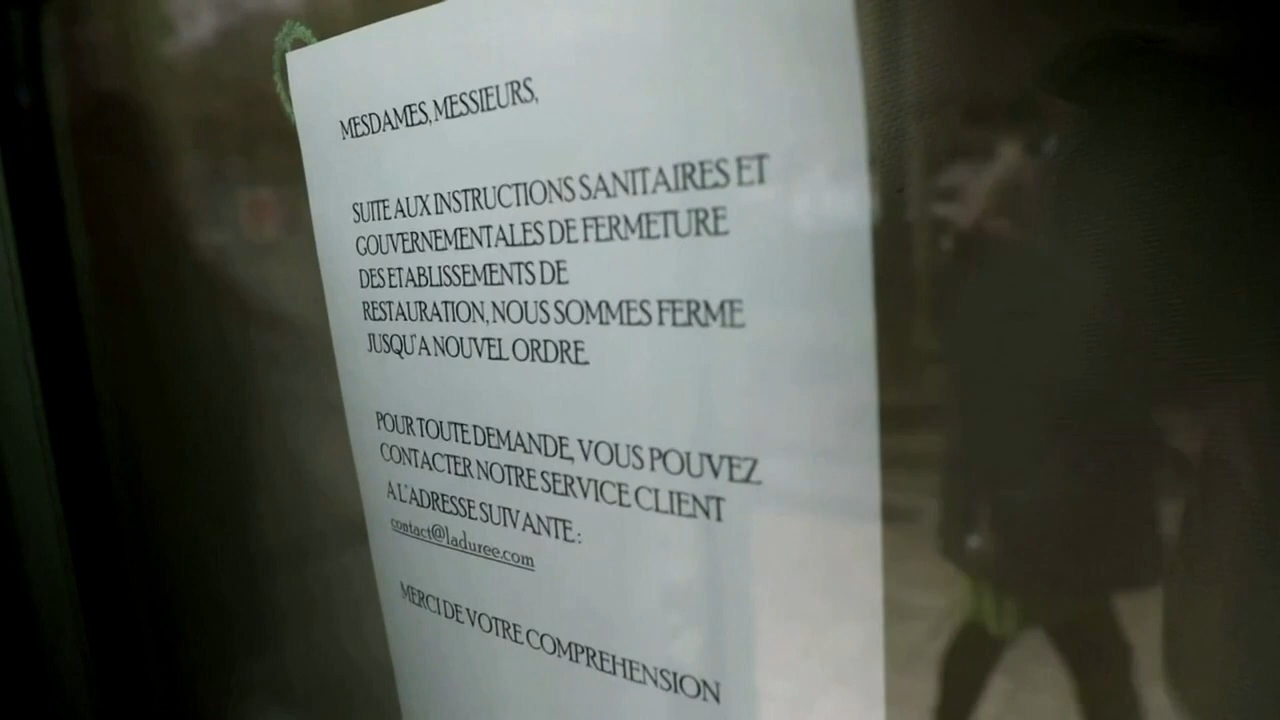 MESDAMES, MESSIEURS,
SUITE AUX INSTRUCTIONS SANITAIRES ET
GOUVERNEMENTALES DE FERMETURE
DES ETABLISSEMENTS DE
RESTAURATION, NOUS SOMMES FERME
JUSQU'A NOUVEL ORDRE.
POUR TOUTE DEMANDE, VOUS POUVEZ
CONTACTER NOTRE SERVICE CLIENT
A L'ADRESSE SUIVANTE :
contact@laduree.com
MERCI DE VOTRE COMPREHENSION